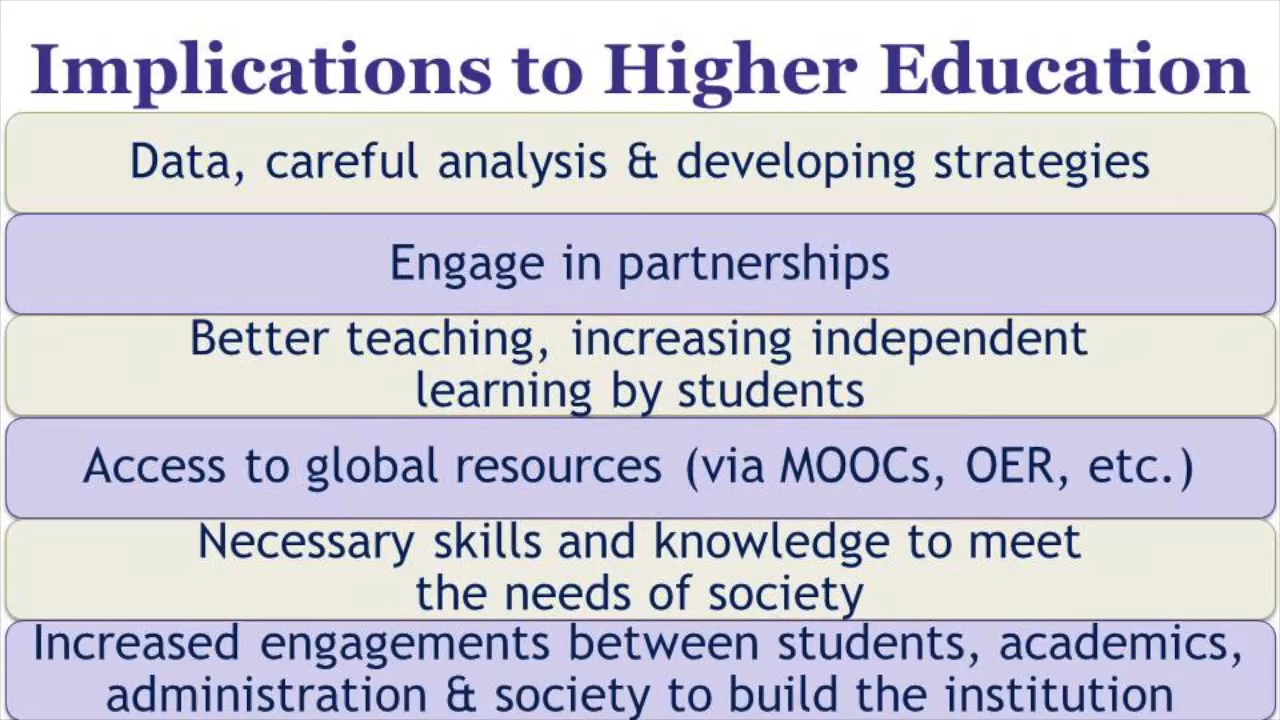 Implications to Higher Education
Data, careful analysis & developing strategies
Engage in partnerships
Better teaching, increasing independent
learning by students
Access to global resources (via MOOCs, OER, etc.)
Necessary skills and knowledge to meet
the needs of society
Increased engagements between students, academics,
administration & society to build the institution